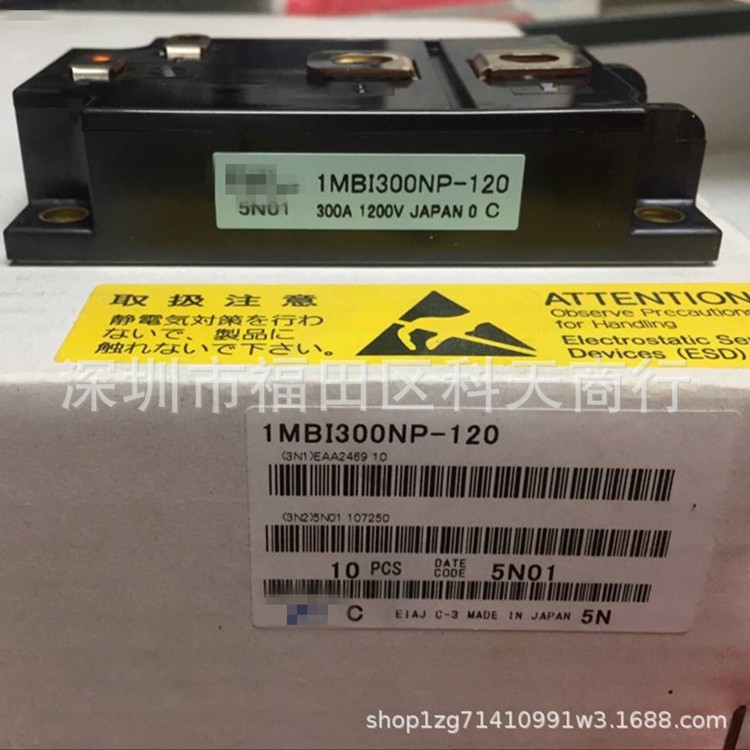 1MBI300NP-120
5N01 300A 1200V JAPAN O C
取扱注意
静電気対策を行わ
ないで、製品に
触れないで下さい。
ATTENTION
Observe Precautions
for Handling
Electrostatic Sen
Devices (ESD)
深圳市福田区科天商行
1MBI300NP-120
(3N1)EAA2469 10
(3N2)5N01 107250
10 PCS DATE CODE 5N01
C EIAJ C-3 MADE IN JAPAN 5N
shop1zg71410991w3.1688.com